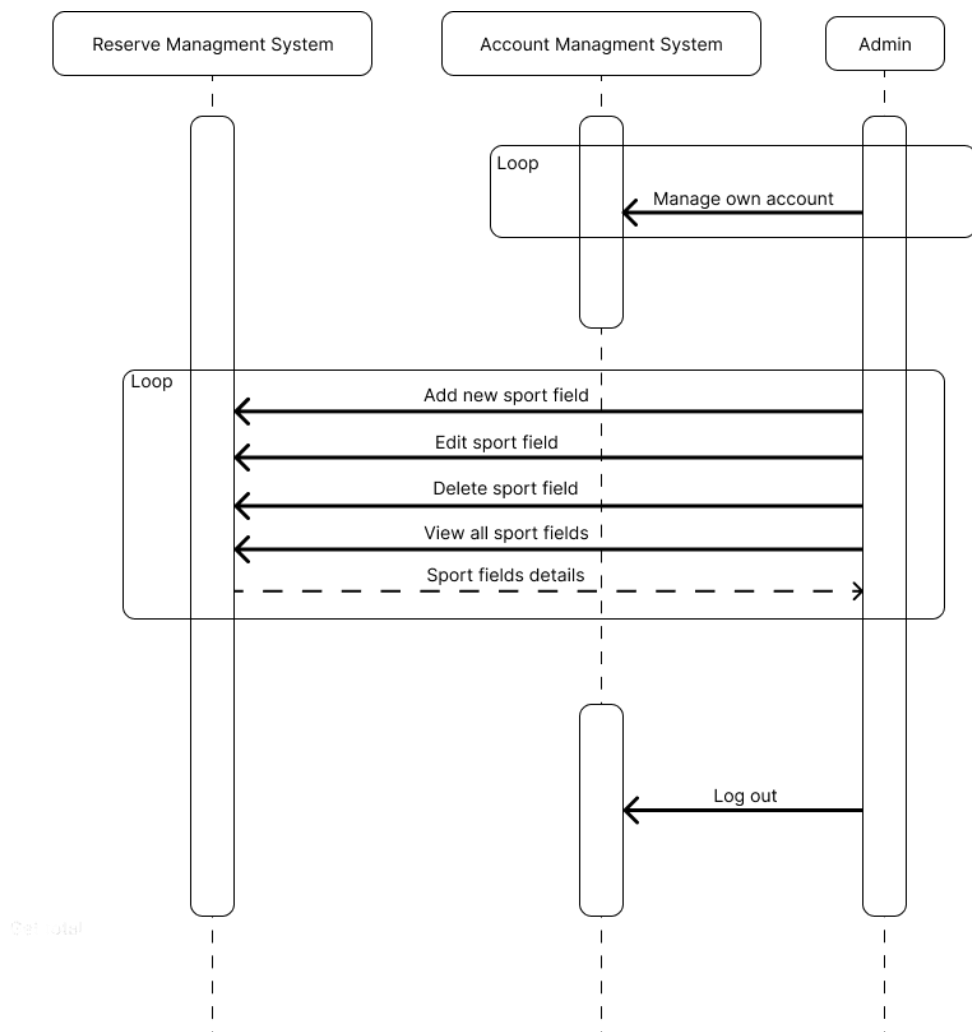 Reserve Managment System
Account Managment System
Admin
Loop
Manage own account
Loop
Add new sport field
Edit sport field
Delete sport field
View all sport fields
Sport fields details
Log out